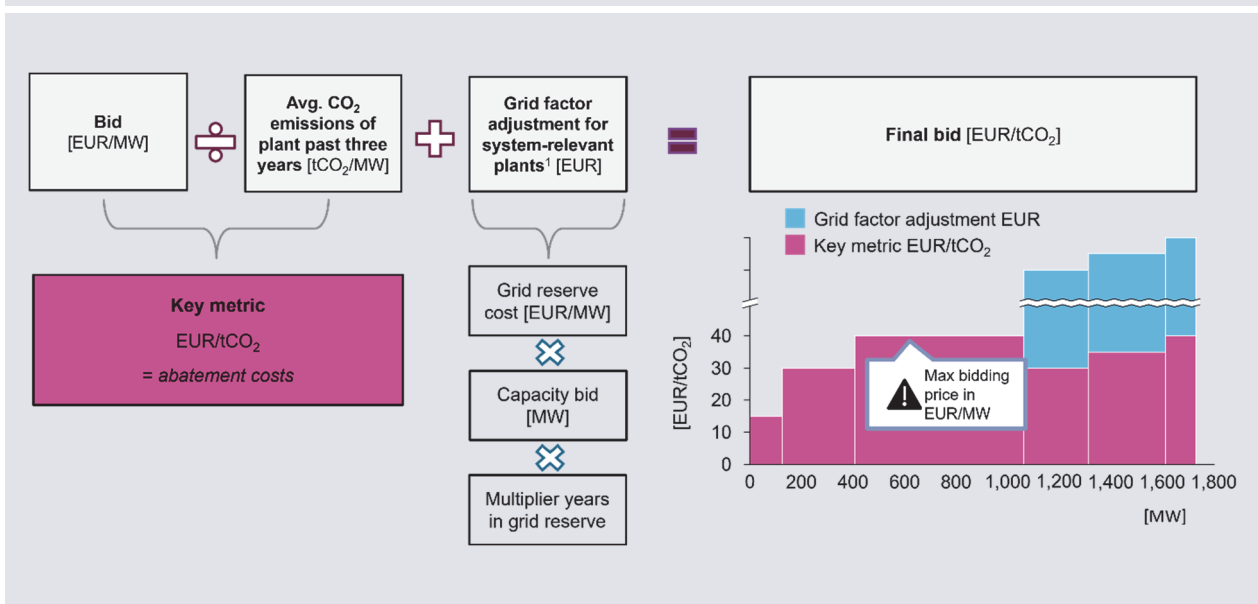 Bid
[EUR/MW]
Avg. CO₂
emissions of
plant past three
years [tCO₂/MW]
Grid factor
adjustment for
system-relevant
plants¹ [EUR]
Final bid [EUR/tCO₂]
Key metric
EUR/tCO₂
= abatement costs
Grid reserve
cost [EUR/MW]
Capacity bid
[MW]
Multiplier years
in grid reserve
Grid factor adjustment EUR
Key metric EUR/tCO₂
[EUR/tCO₂]
40
30
20
10
0
Max bidding
price in
EUR/MW
0 200 400 600 800 1,000 1,200 1,400 1,600 1,800
[MW]